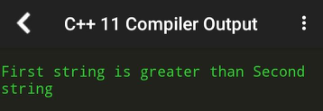 C++ 11 Compiler Output
First string is greater than Second
string